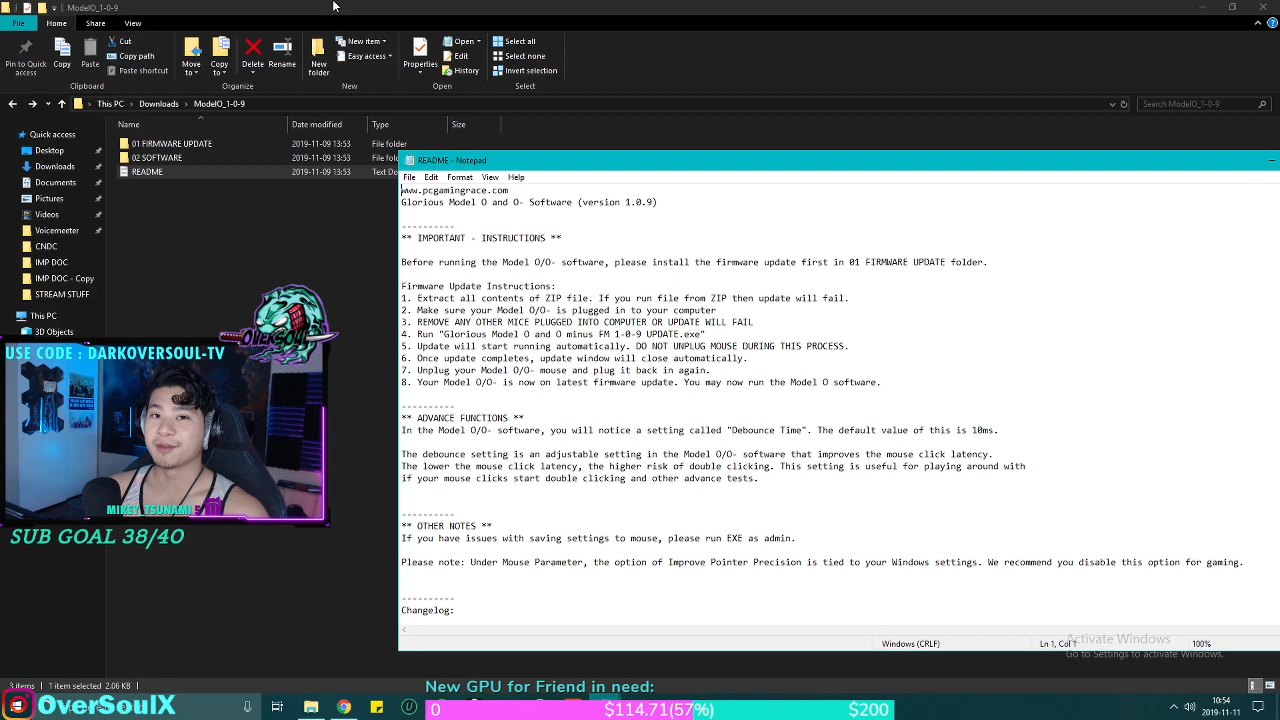 ModelO_1-0-9
File Home Share View
Pin to Quick access
Copy
Paste
Cut
Copy path
Paste shortcut
Clipboard
Move to
Copy to
Delete
Rename
Organize
New folder
New item
Easy access
New
Properties
Open
Edit
History
Open
Select all
Select none
Invert selection
Select
This PC > Downloads > ModelO_1-0-9
Search ModelO_1-0-9
Name Date modified Type Size
01 FIRMWARE UPDATE 2019-11-09 13:53 File folder
02 SOFTWARE 2019-11-09 13:53 File fol
README 2019-11-09 13:53 Text Do
Quick access
Desktop
Downloads
Documents
Pictures
Videos
Voicemeeter
CNDC
IMP DOC
IMP DOC - Copy
STREAM STUFF
This PC
3D Objects
README - Notepad
File Edit Format View Help
www.pcgamingrace.com
Glorious Model O and O- Software (version 1.0.9)
----------
** IMPORTANT - INSTRUCTIONS **
Before running the Model O/O- software, please install the firmware update first in 01 FIRMWARE UPDATE folder.
Firmware Update Instructions:
1. Extract all contents of ZIP file. If you run file from ZIP then update will fail.
2. Make sure your Model O/O- is plugged in to your computer
3. REMOVE ANY OTHER MICE PLUGGED INTO COMPUTER OR UPDATE WILL FAIL
4. Run "Glorious Model O and O minus FM 1-0-9 UPDATE.exe"
5. Update will start running automatically. DO NOT UNPLUG MOUSE DURING THIS PROCESS.
6. Once update completes, update window will close automatically.
7. Unplug your Model O/O- mouse and plug it back in again.
8. Your Model O/O- is now on latest firmware update. You may now run the Model O software.
----------
** ADVANCE FUNCTIONS **
In the Model O/O- software, you will notice a setting called "Debounce Time". The default value of this is 10ms.
The debounce setting is an adjustable setting in the Model O/O- software that improves the mouse click latency.
The lower the mouse click latency, the higher risk of double clicking. This setting is useful for playing around with
if your mouse clicks start double clicking and other advance tests.
----------
** OTHER NOTES **
If you have issues with saving settings to mouse, please run EXE as admin.
Please note: Under Mouse Parameter, the option of Improve Pointer Precision is tied to your Windows settings. We recommend you disable this option for gaming.
----------
Changelog:
Windows (CRLF) Ln 1, Col 1 100%
Activate Windows
Go to Settings to activate Windows.
OVERSOUL
USE CODE : DARKOVERSOUL-TV
MIKEY_TSUNAMI
SUB GOAL 38/40
3 items 1 item selected 2.06 KB
OverSoulX
New GPU for Friend in need:
0 $114.71(57%) $200
10:54
2019-11-11